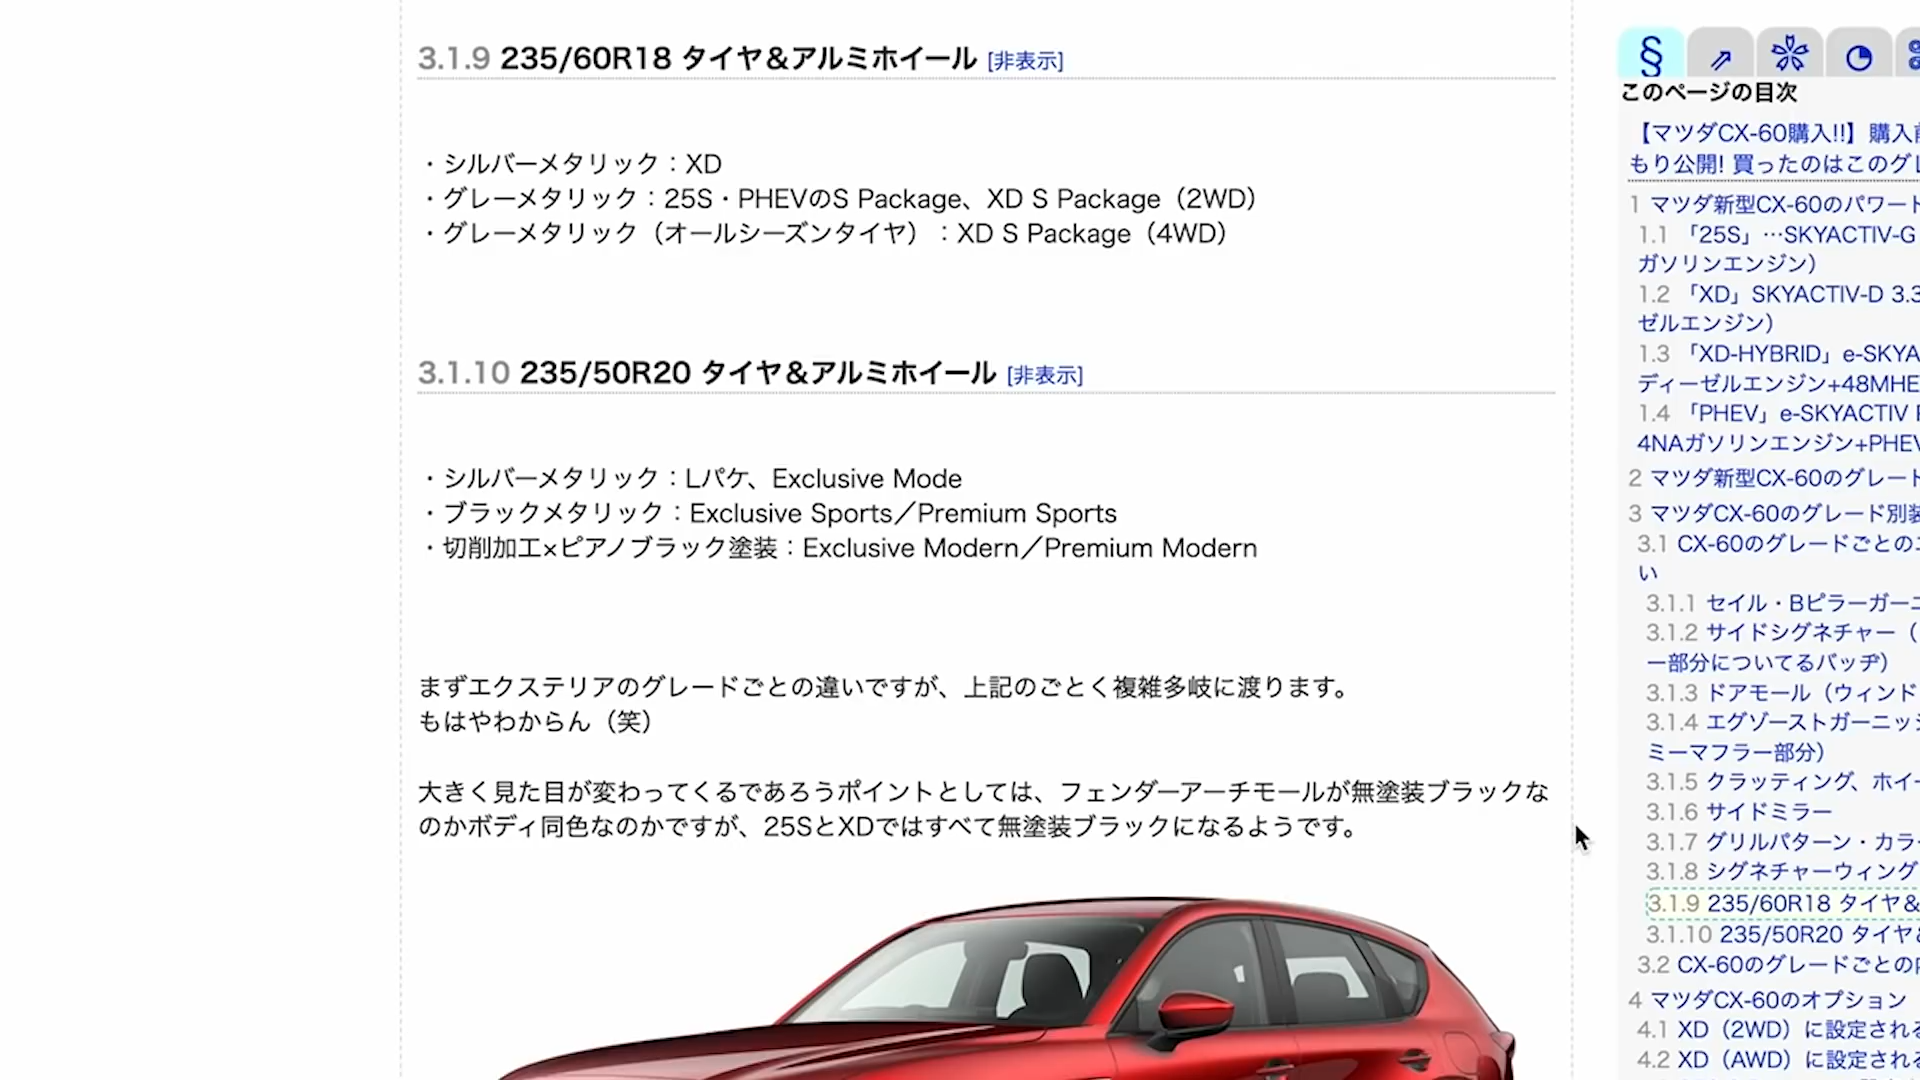 3.1.9 235/60R18 タイヤ＆アルミホイール [非表示]
・シルバーメタリック：XD
・グレーメタリック：25S・PHEVのS Package、XD S Package（2WD）
・グレーメタリック（オールシーズンタイヤ）：XD S Package（4WD）
3.1.10 235/50R20 タイヤ＆アルミホイール [非表示]
・シルバーメタリック：Lパケ、Exclusive Mode
・ブラックメタリック：Exclusive Sports／Premium Sports
・切削加工×ピアノブラック塗装：Exclusive Modern／Premium Modern
まずエクステリアのグレードごとの違いですが、上記のごとく複雑多岐に渡ります。
もはやわからん（笑）
大きく見た目が変わってくるであろうポイントとしては、フェンダーアーチモールが無塗装ブラックな
のかボディ同色なのかですが、25SとXDではすべて無塗装ブラックになるようです。
§
このページの目次
【マツダCX-60購入!!】購入
もり公開! 買ったのはこのグレ
1 マツダ新型CX-60のパワート
1.1 「25S」…SKYACTIV-G
ガソリンエンジン）
1.2 「XD」SKYACTIV-D 3.3
ゼルエンジン）
1.3 「XD-HYBRID」e-SKYA
ディーゼルエンジン+48MHE
1.4 「PHEV」e-SKYACTIV
4NAガソリンエンジン+PHEV
2 マツダ新型CX-60のグレード
3 マツダCX-60のグレード別装
3.1 CX-60のグレードごとの
い
3.1.1 セイル・Bピラーガー
3.1.2 サイドシグネチャー（
ー部分についてるバッヂ）
3.1.3 ドアモール（ウィンド
3.1.4 エグゾーストガーニッシ
ミーマフラー部分）
3.1.5 クラッティング、ホイー
3.1.6 サイドミラー
3.1.7 グリルパターン・カラ
3.1.8 シグネチャーウィング
3.1.9 235/60R18 タイヤ＆
3.1.10 235/50R20 タイヤ
3.2 CX-60のグレードごとの
4 マツダCX-60のオプション
4.1 XD（2WD）に設定される
4.2 XD（AWD）に設定される